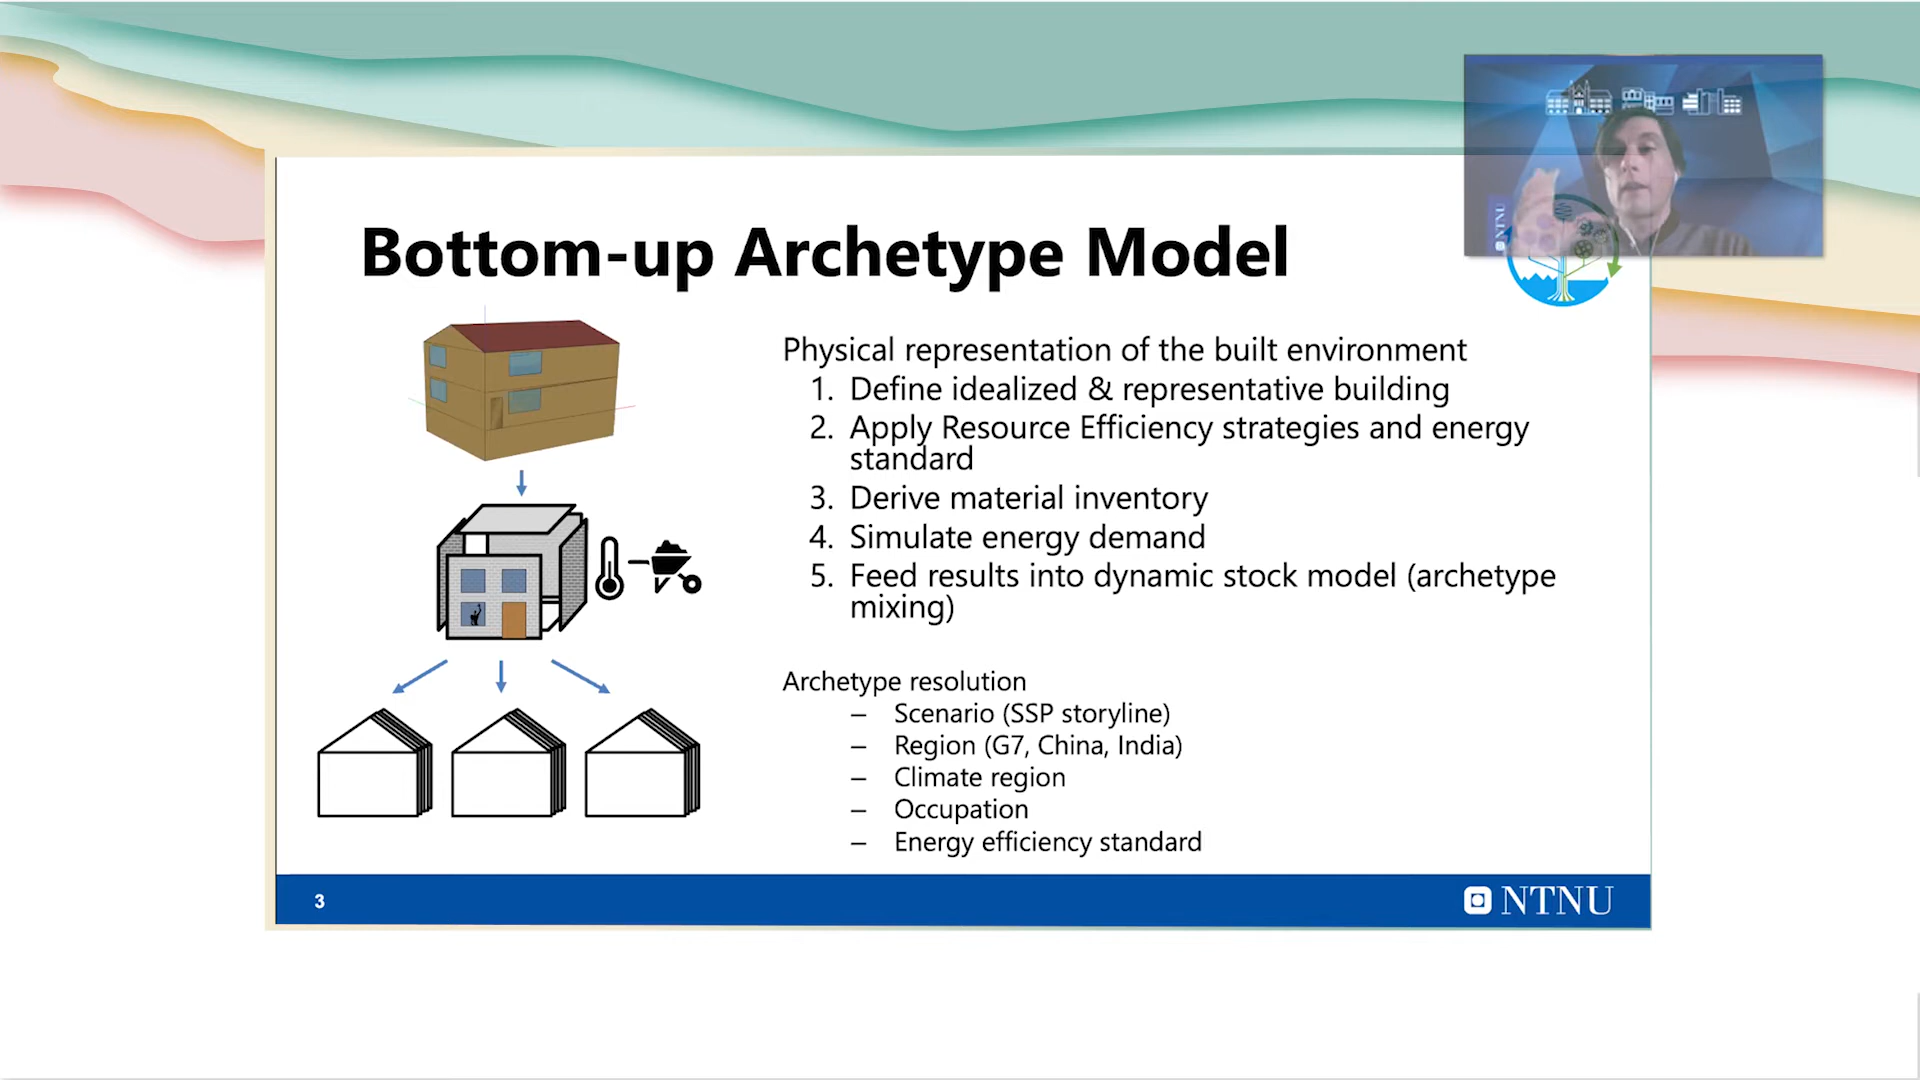 NTNU
Bottom-up Archetype Model
Physical representation of the built environment
1. Define idealized & representative building
2. Apply Resource Efficiency strategies and energy
standard
3. Derive material inventory
4. Simulate energy demand
5. Feed results into dynamic stock model (archetype
mixing)
Archetype resolution
– Scenario (SSP storyline)
– Region (G7, China, India)
– Climate region
– Occupation
– Energy efficiency standard
3
NTNU